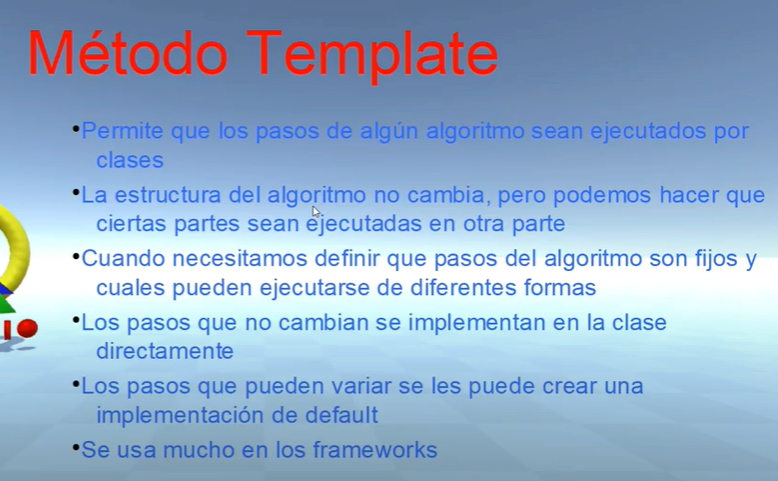 Método Template
•Permite que los pasos de algún algoritmo sean ejecutados por
clases
•La estructura del algoritmo no cambia, pero podemos hacer que
ciertas partes sean ejecutadas en otra parte
•Cuando necesitamos definir que pasos del algoritmo son fijos y
cuales pueden ejecutarse de diferentes formas
•Los pasos que no cambian se implementan en la clase
directamente
•Los pasos que pueden variar se les puede crear una
implementación de default
•Se usa mucho en los frameworks